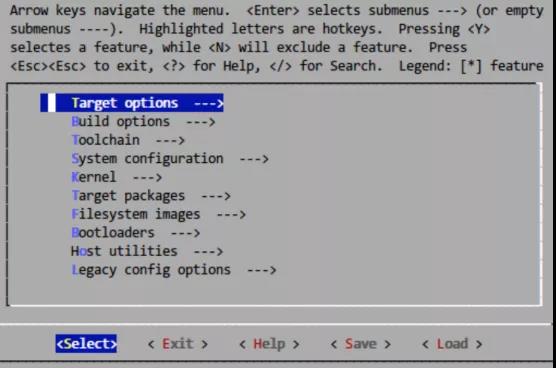 Arrow keys navigate the menu.  <Enter> selects submenus ---> (or empty
submenus ----).  Highlighted letters are hotkeys.  Pressing <Y>
selectes a feature, while <N> will exclude a feature.  Press
<Esc><Esc> to exit, <?> for Help, </> for Search.  Legend: [*] feature
Target options  --->
Build options  --->
Toolchain  --->
System configuration  --->
Kernel  --->
Target packages  --->
Filesystem images  --->
Bootloaders  --->
Host utilities  --->
Legacy config options  --->
<Select>    < Exit >    < Help >    < Save >    < Load >